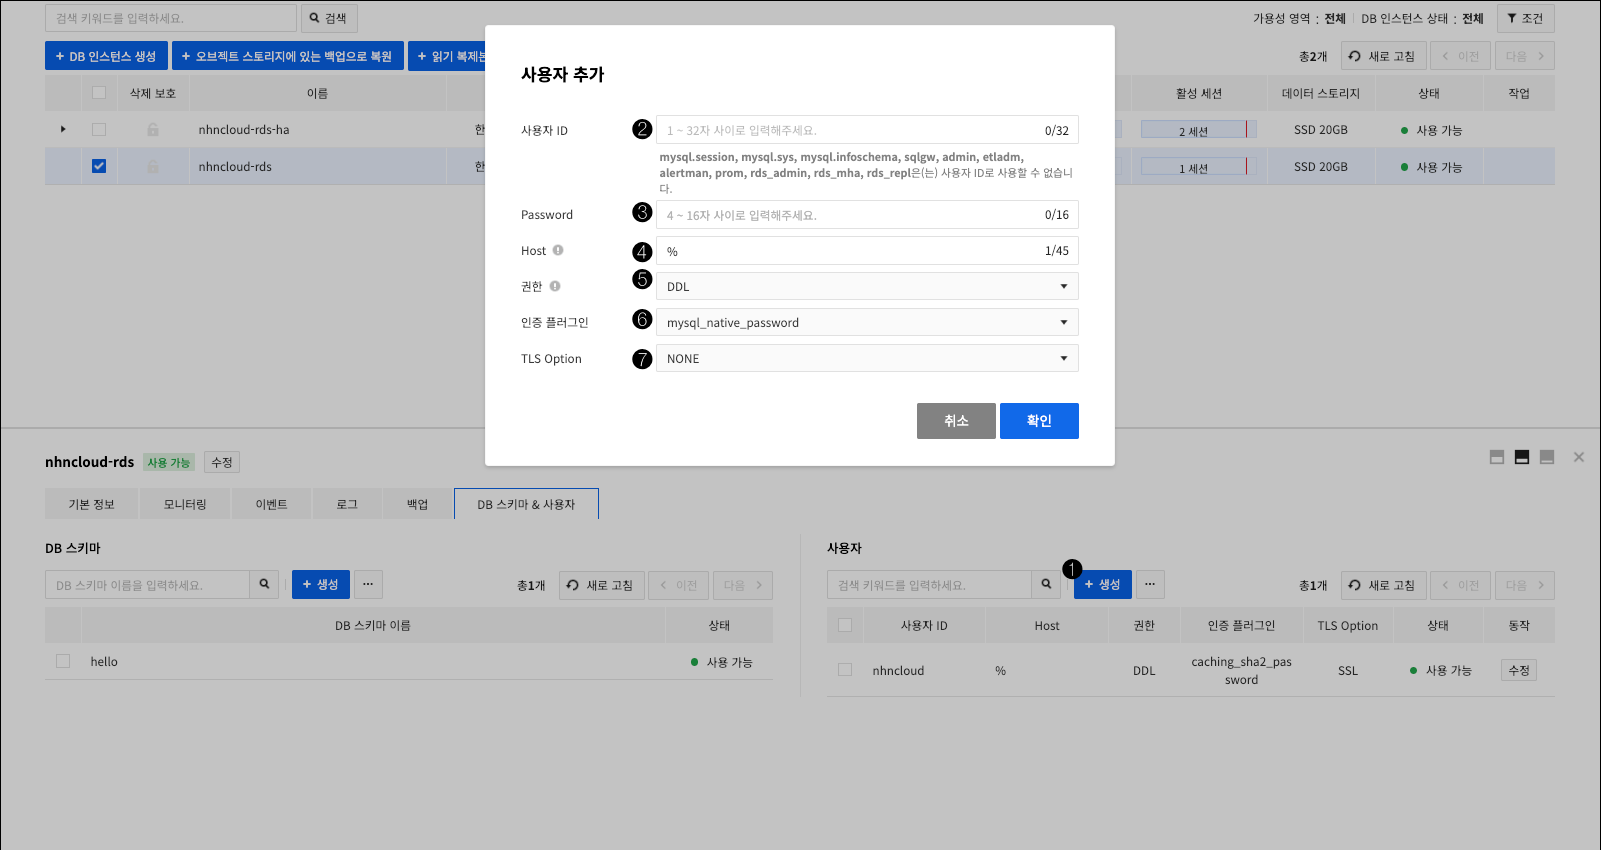 검색 키워드를 입력하세요.
검색
가용성 영역 : 전체
DB 인스턴스 상태 : 전체
조건
+ DB 인스턴스 생성
+ 오브젝트 스토리지에 있는 백업으로 복원
+ 읽기 복제본
총2개
새로 고침
< 이전
다음 >
삭제 보호
이름
활성 세션
데이터 스토리지
상태
작업
nhncloud-rds-ha
한
2 세션
SSD 20GB
사용 가능
nhncloud-rds
한
1 세션
SSD 20GB
사용 가능
사용자 추가
사용자 ID
2
1 ~ 32자 사이로 입력해주세요.
0/32
mysql.session, mysql.sys, mysql.infoschema, sqlgw, admin, etladm,
alertman, prom, rds_admin, rds_mha, rds_repl은(는) 사용자 ID로 사용할 수 없습니
다.
Password
3
4 ~ 16자 사이로 입력해주세요.
0/16
Host
4
%
1/45
권한
5
DDL
인증 플러그인
6
mysql_native_password
TLS Option
7
NONE
취소
확인
nhncloud-rds
사용 가능
수정
기본 정보
모니터링
이벤트
로그
백업
DB 스키마 & 사용자
DB 스키마
DB 스키마 이름을 입력하세요.
+ 생성
···
총1개
새로 고침
< 이전
다음 >
DB 스키마 이름
상태
hello
사용 가능
사용자
검색 키워드를 입력하세요.
1
+ 생성
···
총1개
새로 고침
< 이전
다음 >
사용자 ID
Host
권한
인증 플러그인
TLS Option
상태
동작
nhncloud
%
DDL
caching_sha2_pas
sword
SSL
사용 가능
수정